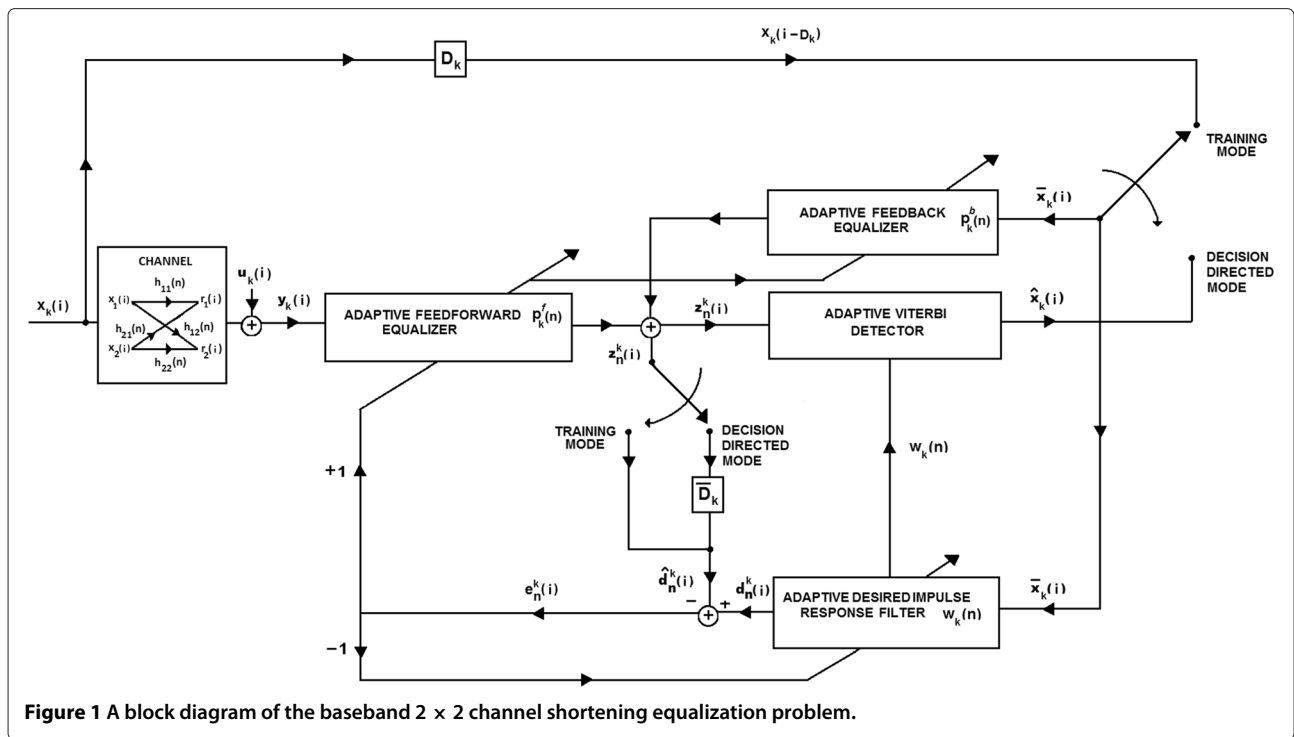 x_k(i−D_k)
D_k
TRAINING
MODE
x̄_k(i)
ADAPTIVE FEEDBACK
EQUALIZER p_k^b(n)
CHANNEL
h_11(n)
x_1(i) r_1(i)
h_21(n) h_12(n)
x_2(i) r_2(i)
h_22(n)
x_k(i)
u_k(i)
y_k(i)
ADAPTIVE FEEDFORWARD
EQUALIZER p_k^f(n)
z_n^k(i)
z_n^k(i)
ADAPTIVE VITERBI
DETECTOR
x̂_k(i)
DECISION
DIRECTED
MODE
TRAINING
MODE
DECISION
DIRECTED
MODE
D̄_k
w_k(n)
+1
−1
e_n^k(i)
d̂_n^k(i)
− +
d_n^k(i)
ADAPTIVE DESIRED IMPULSE
RESPONSE FILTER w_k(n)
x̄_k(i)
Figure 1 A block diagram of the baseband 2 × 2 channel shortening equalization problem.